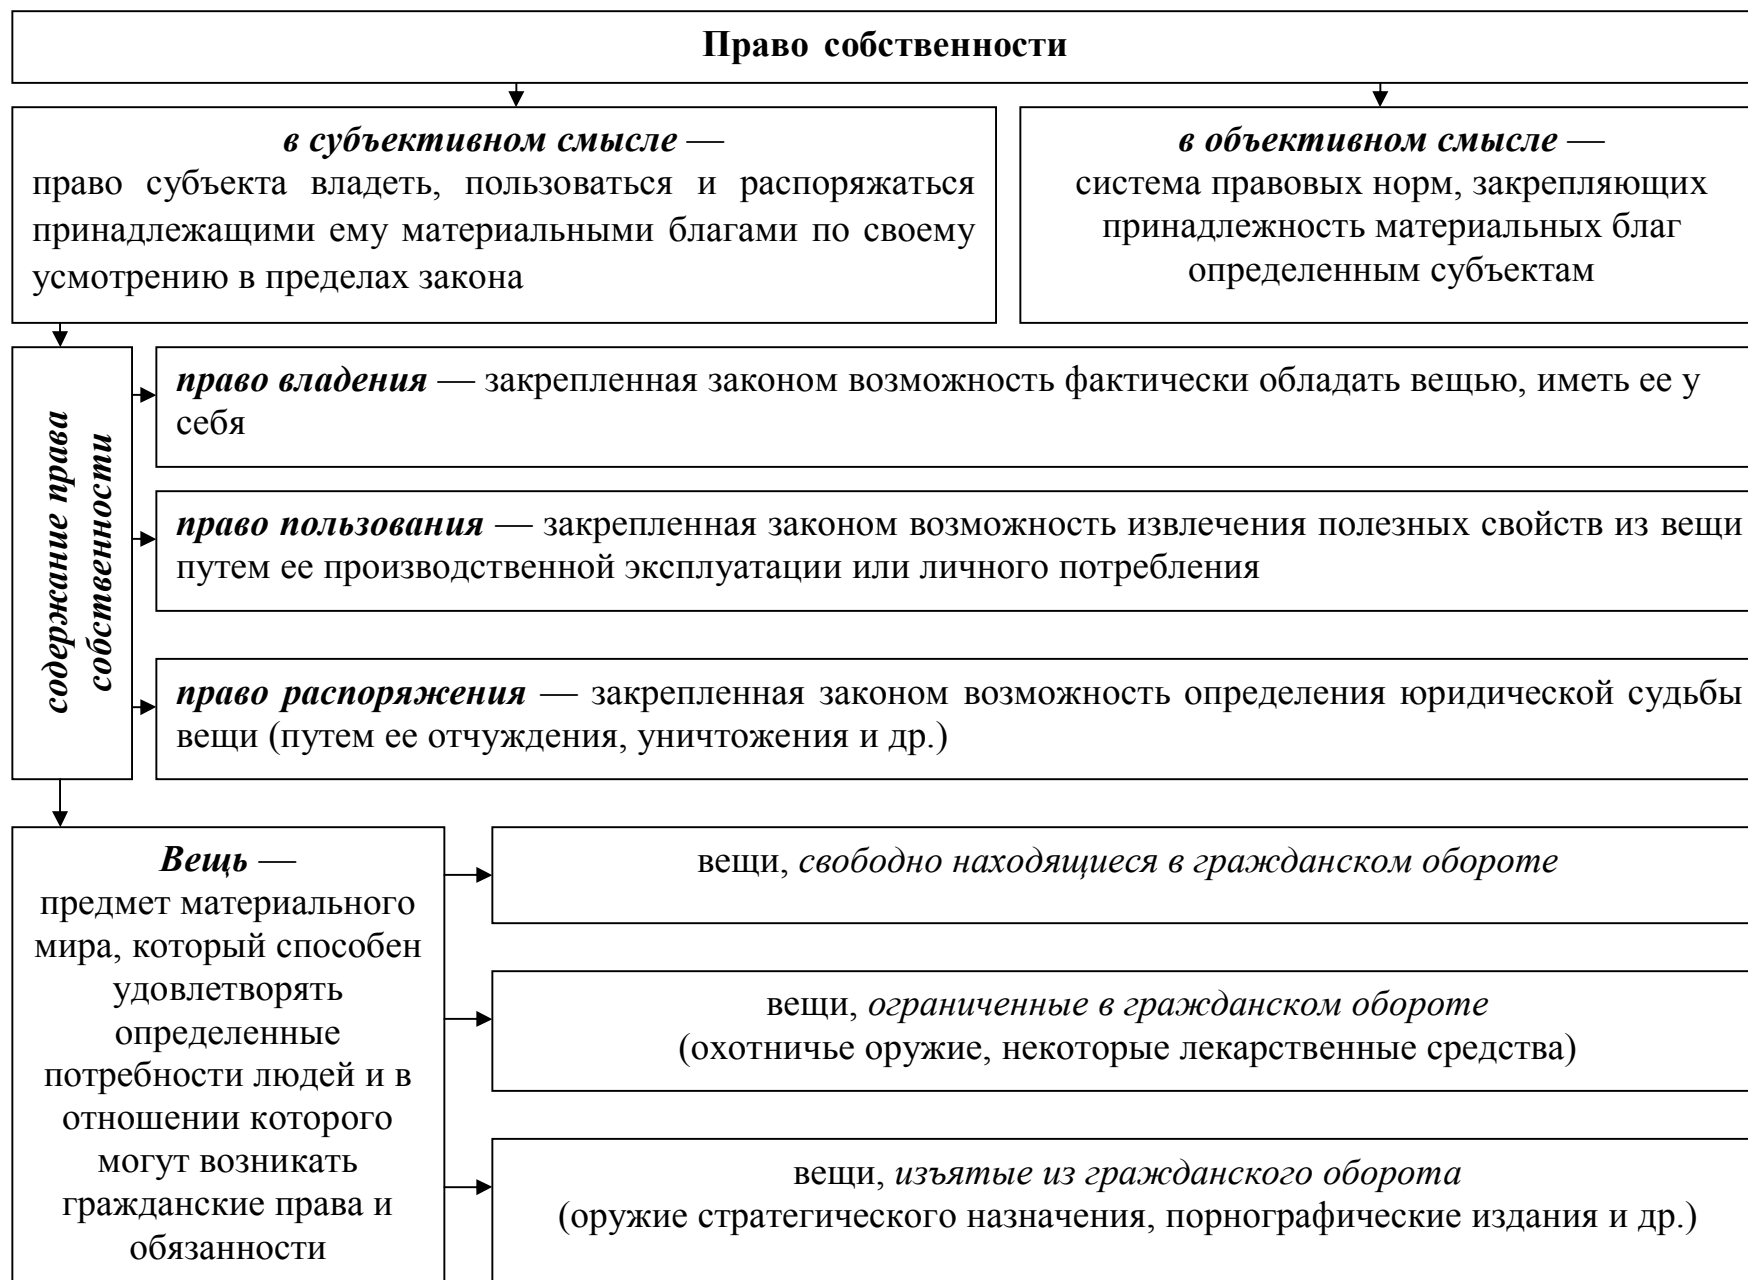 Право собственности
в субъективном смысле —
право субъекта владеть, пользоваться и распоряжаться
принадлежащими ему материальными благами по своему
усмотрению в пределах закона
в объективном смысле —
система правовых норм, закрепляющих
принадлежность материальных благ
определенным субъектам
содержание права
собственности
право владения — закрепленная законом возможность фактически обладать вещью, иметь ее у
себя
право пользования — закрепленная законом возможность извлечения полезных свойств из вещи
путем ее производственной эксплуатации или личного потребления
право распоряжения — закрепленная законом возможность определения юридической судьбы
вещи (путем ее отчуждения, уничтожения и др.)
Вещь —
предмет материального
мира, который способен
удовлетворять
определенные
потребности людей и в
отношении которого
могут возникать
гражданские права и
обязанности
вещи, свободно находящиеся в гражданском обороте
вещи, ограниченные в гражданском обороте
(охотничье оружие, некоторые лекарственные средства)
вещи, изъятые из гражданского оборота
(оружие стратегического назначения, порнографические издания и др.)